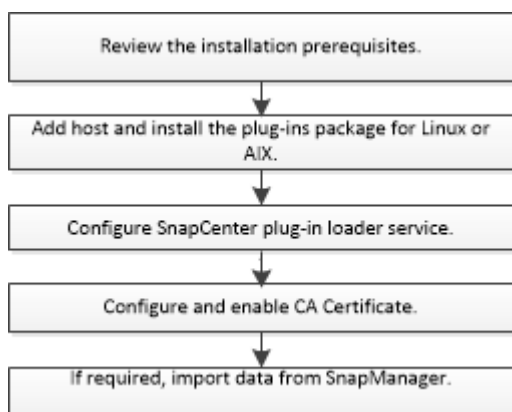 Review the installation prerequisites.
Add host and install the plug-ins package for Linux or
AIX.
Configure SnapCenter plug-in loader service.
Configure and enable CA Certificate.
If required, import data from SnapManager.